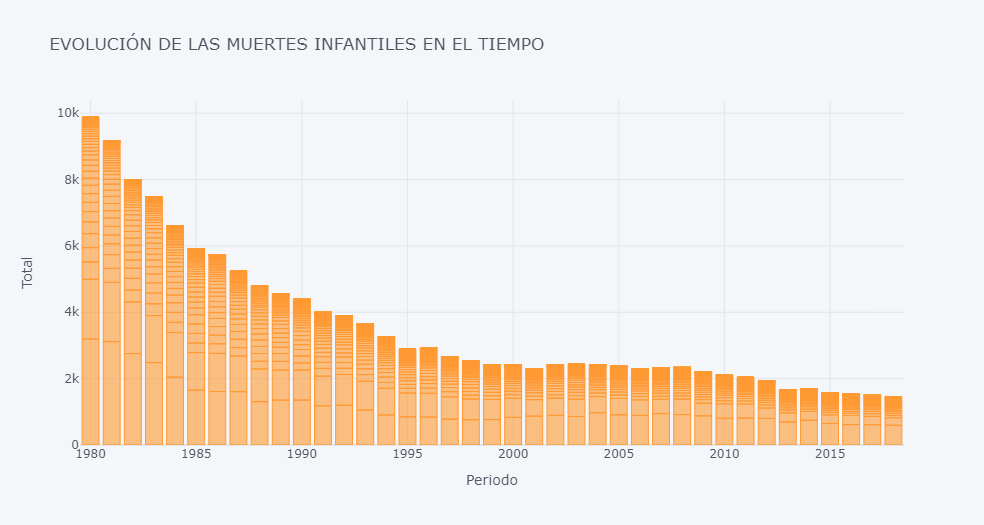 EVOLUCIÓN DE LAS MUERTES INFANTILES EN EL TIEMPO
10k
8k
6k
4k
2k
0
Total
1980 1985 1990 1995 2000 2005 2010 2015
Periodo